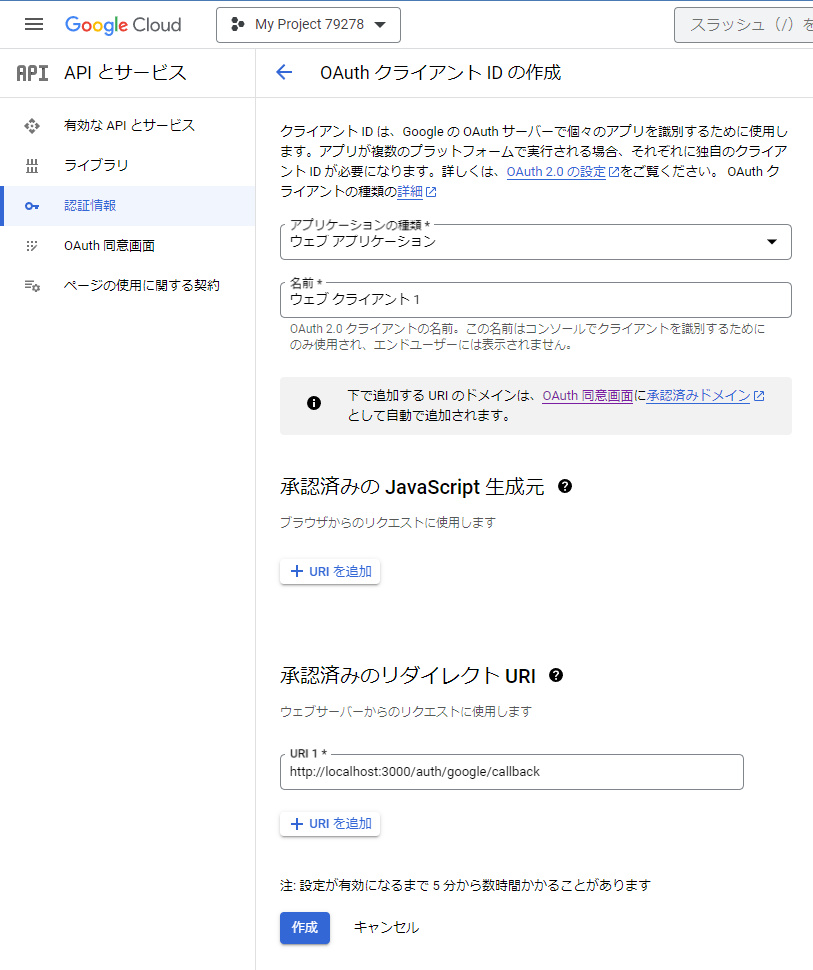 Google Cloud
My Project 79278
スラッシュ（/）を
API
API とサービス
OAuth クライアント ID の作成
有効な API とサービス
ライブラリ
認証情報
OAuth 同意画面
ページの使用に関する契約
クライアント ID は、Google の OAuth サーバーで個々のアプリを識別するために使用し
ます。アプリが複数のプラットフォームで実行される場合、それぞれに独自のクライア
ント ID が必要になります。詳しくは、OAuth 2.0 の設定をご覧ください。 OAuth ク
ライアントの種類の詳細
アプリケーションの種類 *
ウェブ アプリケーション
名前 *
ウェブ クライアント 1
OAuth 2.0 クライアントの名前。この名前はコンソールでクライアントを識別するために
のみ使用され、エンドユーザーには表示されません。
下で追加する URI のドメインは、OAuth 同意画面に承認済みドメイン
として自動で追加されます。
承認済みの JavaScript 生成元
ブラウザからのリクエストに使用します
+ URI を追加
承認済みのリダイレクト URI
ウェブサーバーからのリクエストに使用します
URI 1 *
http://localhost:3000/auth/google/callback
+ URI を追加
注: 設定が有効になるまで 5 分から数時間かかることがあります
作成
キャンセル